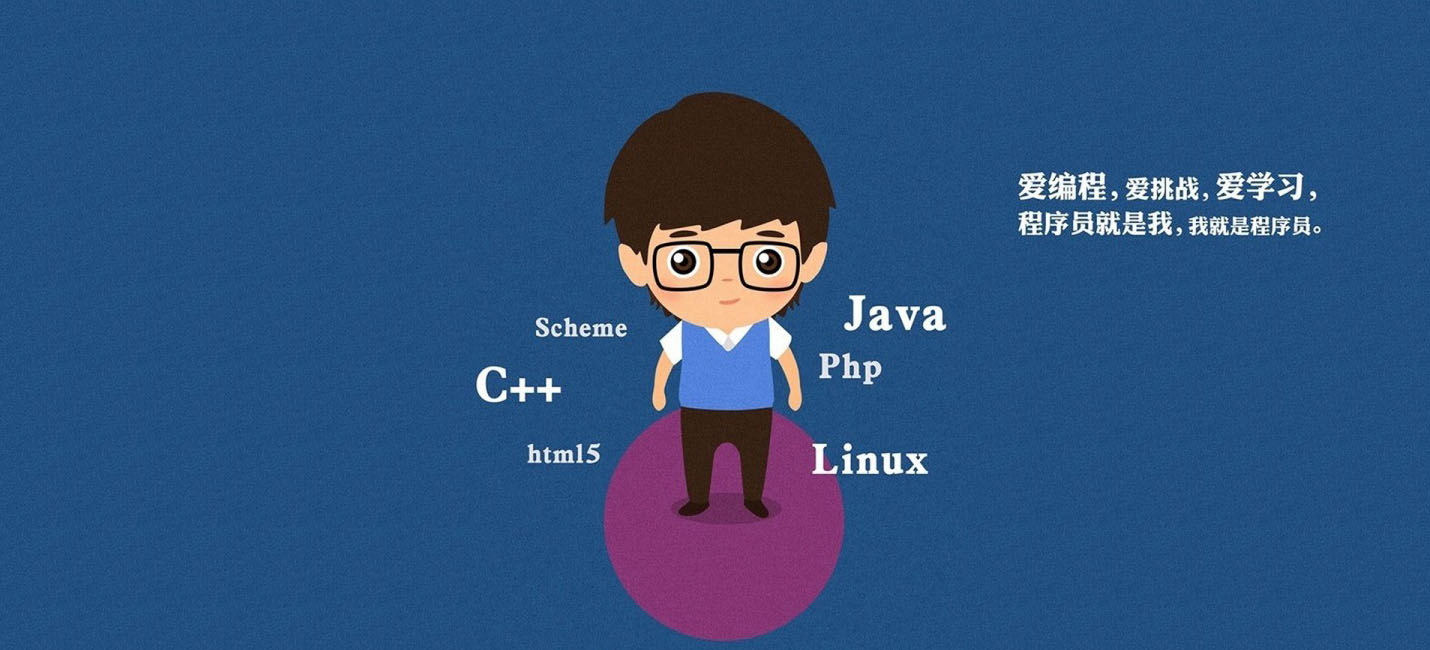 爱编程，爱挑战，爱学习，
程序员就是我，我就是程序员。
Scheme
Java
C++
Php
html5
Linux